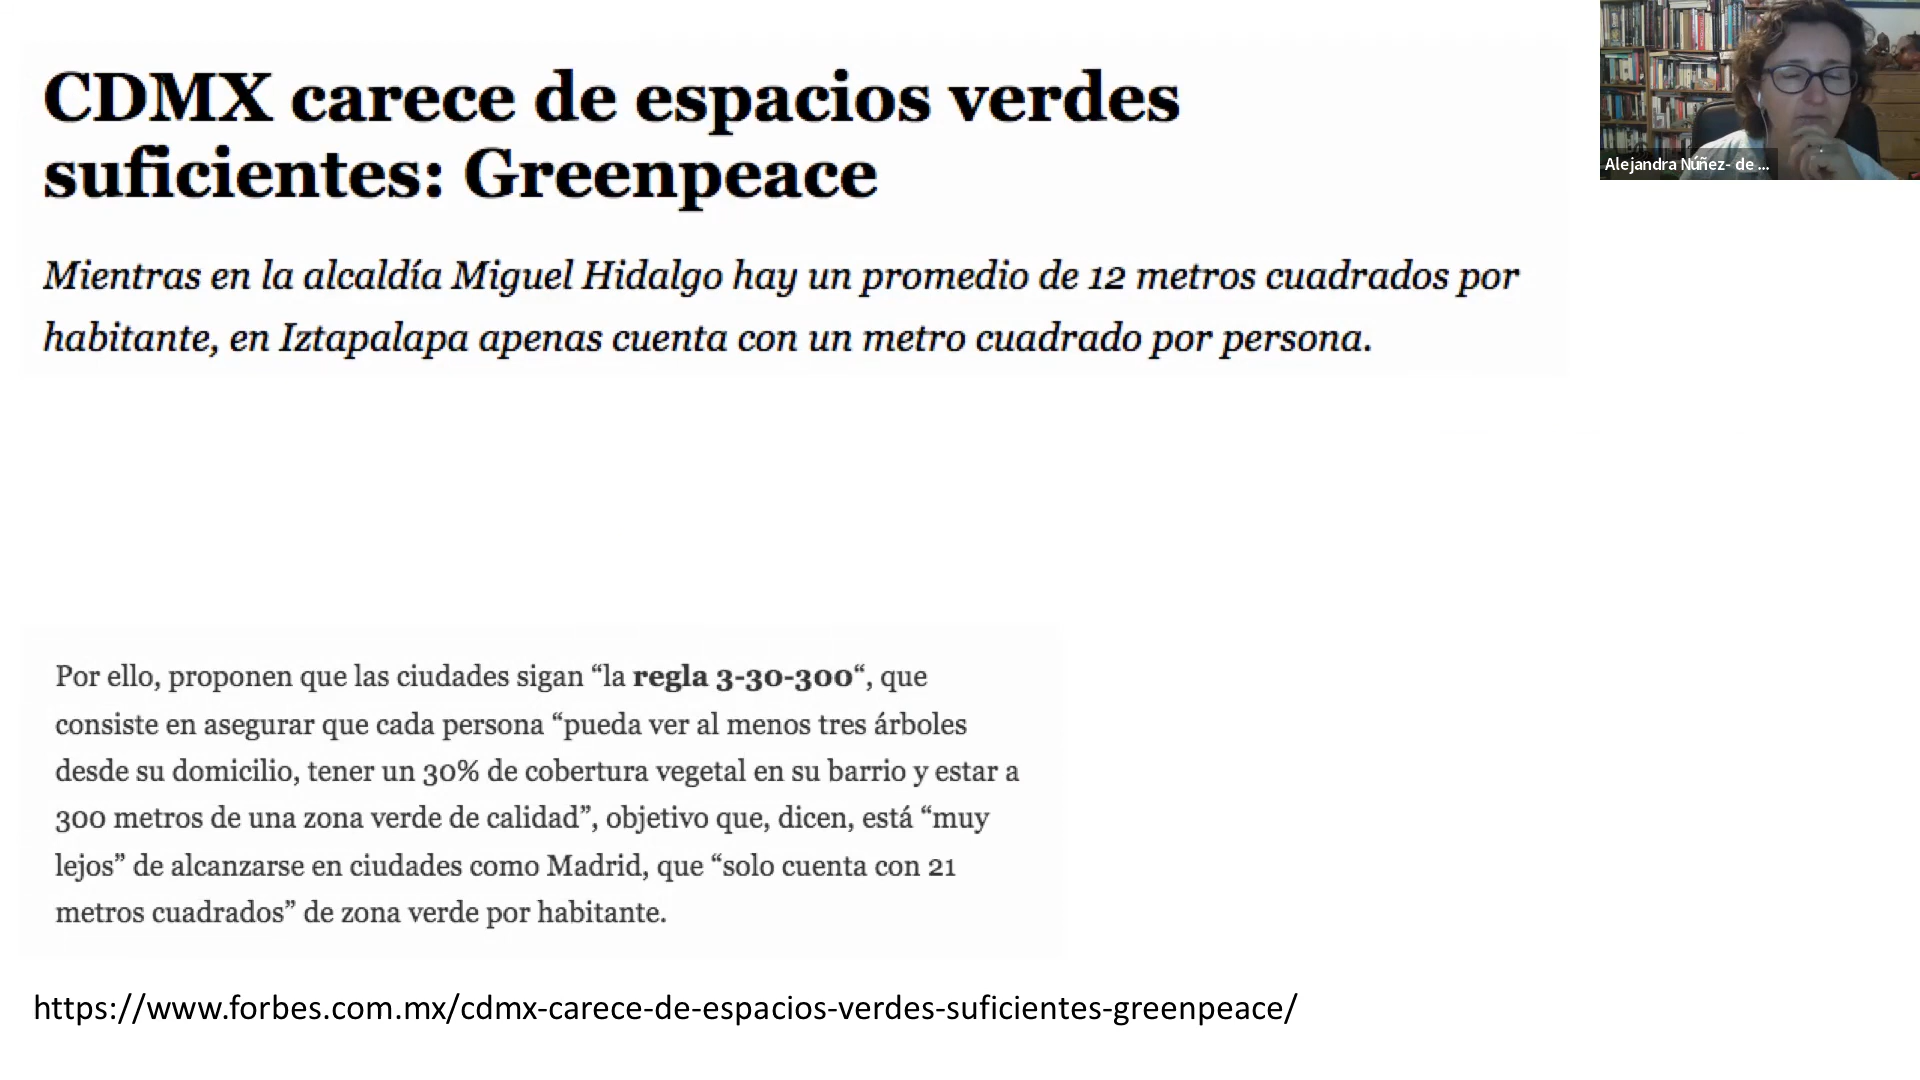 CDMX carece de espacios verdes
suficientes: Greenpeace
Mientras en la alcaldía Miguel Hidalgo hay un promedio de 12 metros cuadrados por
habitante, en Iztapalapa apenas cuenta con un metro cuadrado por persona.
Alejandra Núñez- de ...
Por ello, proponen que las ciudades sigan “la regla 3-30-300“, que
consiste en asegurar que cada persona “pueda ver al menos tres árboles
desde su domicilio, tener un 30% de cobertura vegetal en su barrio y estar a
300 metros de una zona verde de calidad”, objetivo que, dicen, está “muy
lejos” de alcanzarse en ciudades como Madrid, que “solo cuenta con 21
metros cuadrados” de zona verde por habitante.
https://www.forbes.com.mx/cdmx-carece-de-espacios-verdes-suficientes-greenpeace/